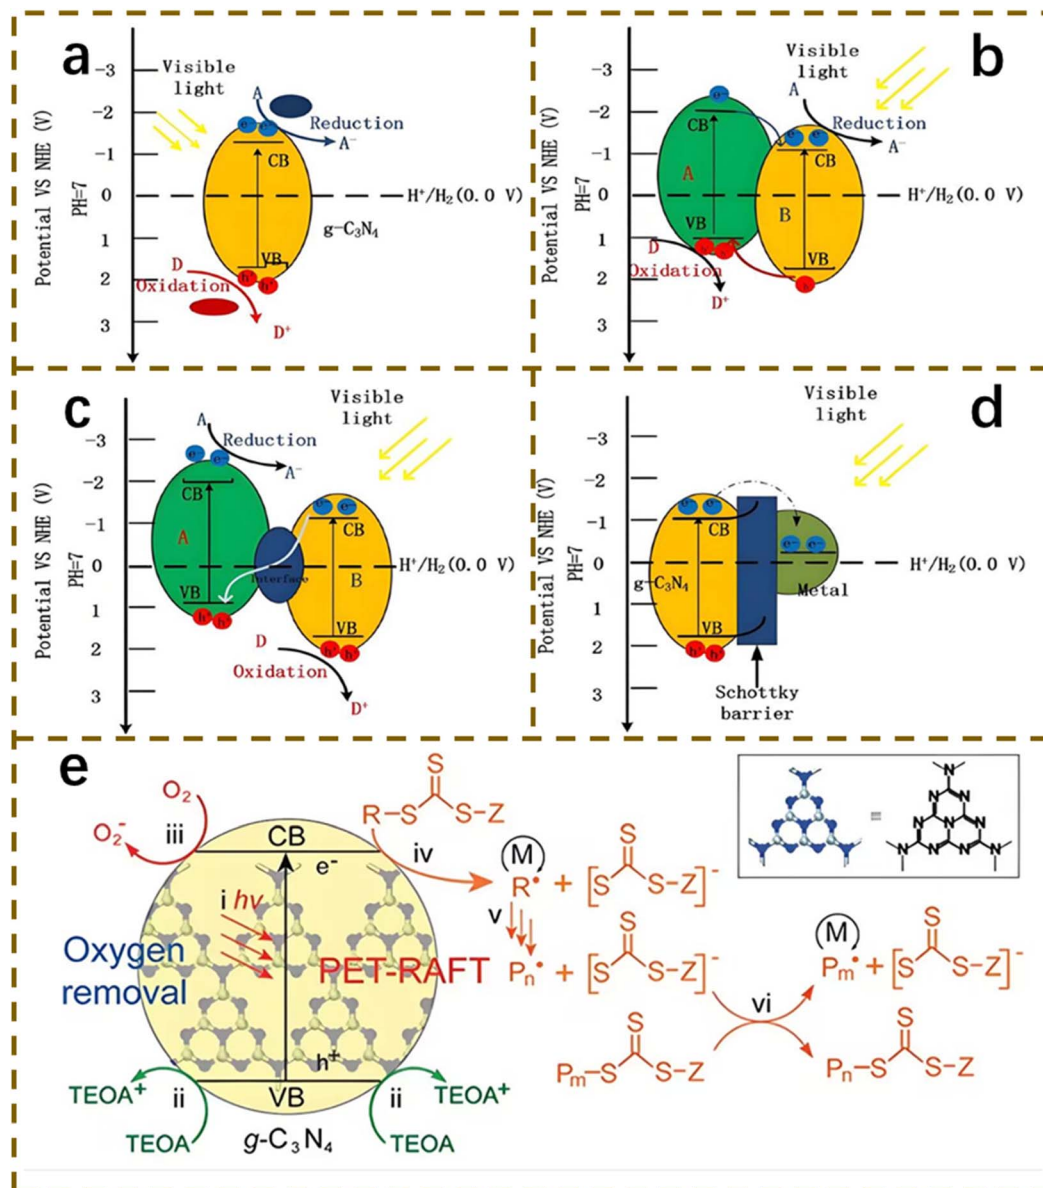 a
Visible
light
Potential VS NHE (V)
PH=7
-3
-2
-1
0
1
2
3
A
e⁻ e⁻
Reduction
A⁻
CB
H⁺/H₂(0.0 V)
g-C₃N₄
VB
D
h⁺ h⁺
Oxidation
D⁺
b
Visible
light
Potential VS NHE (V)
PH=7
-3
-2
-1
0
1
2
3
e⁻
A
CB
e⁻ e⁻
Reduction
CB
A⁻
A
H⁺/H₂(0.0 V)
B
VB
D
VB
Oxidation
D⁺
c
Visible
light
Potential VS NHE (V)
PH=7
-3
-2
-1
0
1
2
3
A
Reduction
e⁻ e⁻
A⁻
CB
e⁻ e⁻
CB
A
H⁺/H₂(0.0 V)
Interface
B
VB
h⁺ h⁺
VB
D
h⁺ h⁺
Oxidation
D⁺
d
Visible
light
Potential VS NHE (V)
PH=7
-3
-2
-1
0
1
2
3
e⁻ e⁻
CB
e⁻ e⁻
H⁺/H₂(0.0 V)
g-C₃N₄
Metal
VB
h⁺ h⁺
Schottky
barrier
e
O₂
O₂⁻
iii
CB
e⁻
S
R-S S-Z
iv
M
R• + [S S-Z]⁻
S
v
i hν
Oxygen
removal
PET-RAFT
Pₙ• + [S S-Z]⁻
S
M
Pₘ• + [S S-Z]⁻
S
vi
S
Pₘ-S S-Z
S
Pₙ-S S-Z
h⁺
VB
TEOA⁺
ii
TEOA
ii
TEOA⁺
TEOA
g-C₃N₄
N
N N
N N N
N N N
N N
≡